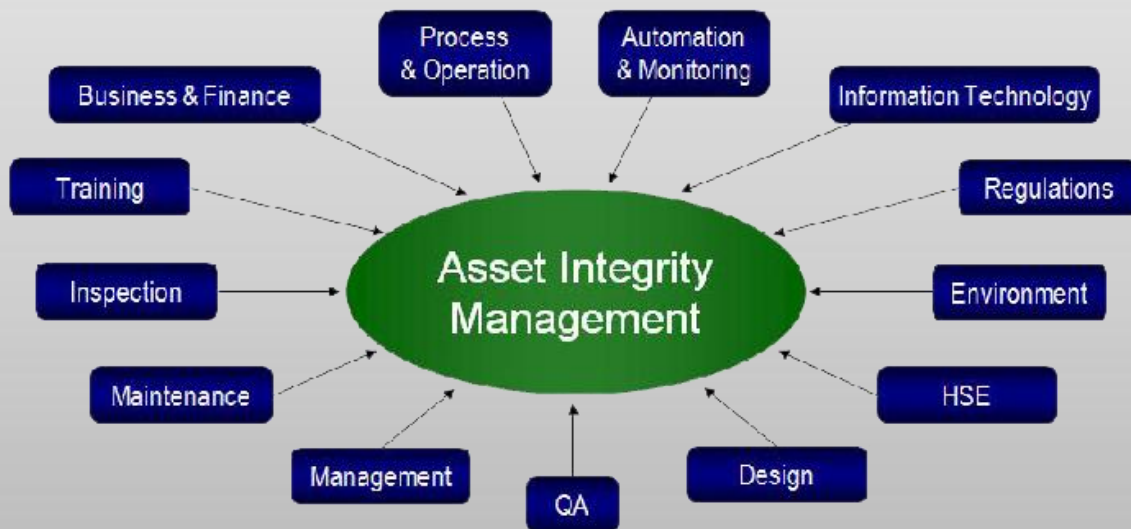 Process
& Operation
Automation
& Monitoring
Business & Finance
Information Technology
Training
Regulations
Asset Integrity
Management
Inspection
Environment
Maintenance
HSE
Management
QA
Design